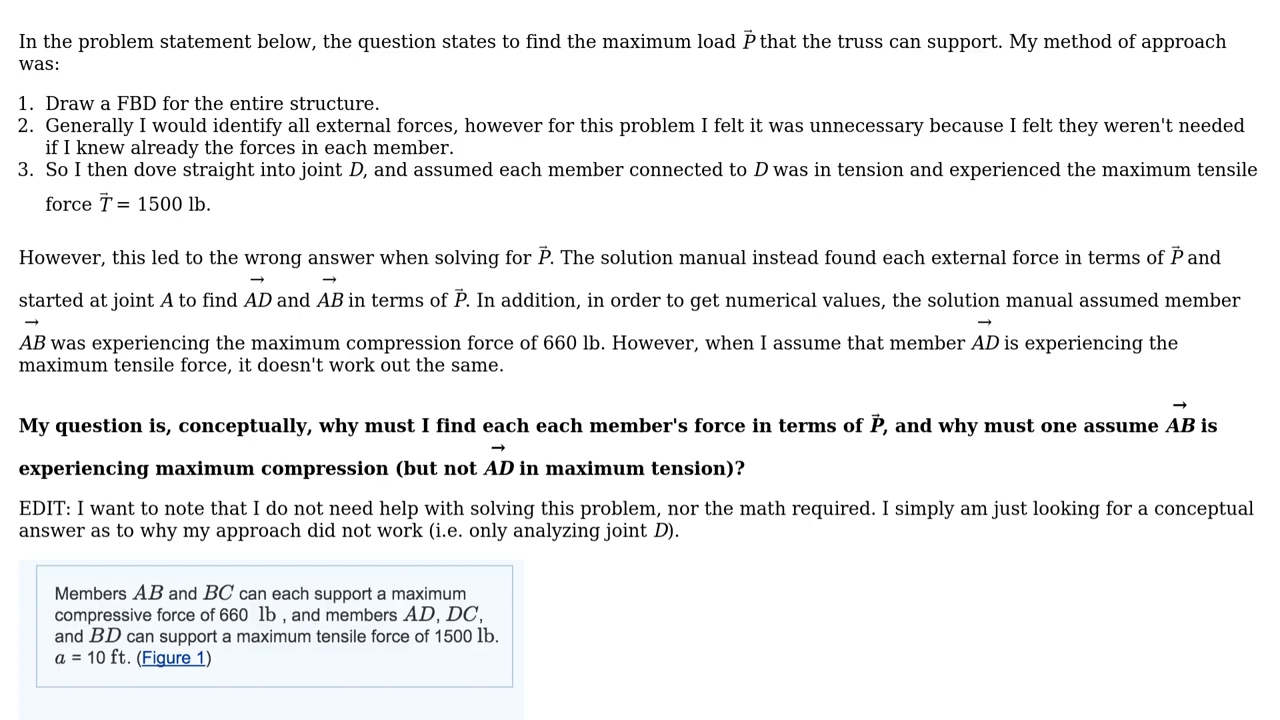 In the problem statement below, the question states to find the maximum load P⃗ that the truss can support. My method of approach
was:
1. Draw a FBD for the entire structure.
2. Generally I would identify all external forces, however for this problem I felt it was unnecessary because I felt they weren't needed
if I knew already the forces in each member.
3. So I then dove straight into joint D, and assumed each member connected to D was in tension and experienced the maximum tensile
force T⃗ = 1500 lb.
However, this led to the wrong answer when solving for P⃗. The solution manual instead found each external force in terms of P⃗ and
started at joint A to find A⃗D⃗ and A⃗B⃗ in terms of P⃗. In addition, in order to get numerical values, the solution manual assumed member
A⃗B⃗ was experiencing the maximum compression force of 660 lb. However, when I assume that member A⃗D⃗ is experiencing the
maximum tensile force, it doesn't work out the same.
My question is, conceptually, why must I find each each member's force in terms of P⃗, and why must one assume A⃗B⃗ is
experiencing maximum compression (but not A⃗D⃗ in maximum tension)?
EDIT: I want to note that I do not need help with solving this problem, nor the math required. I simply am just looking for a conceptual
answer as to why my approach did not work (i.e. only analyzing joint D).
Members AB and BC can each support a maximum
compressive force of 660 lb , and members AD, DC,
and BD can support a maximum tensile force of 1500 lb.
a = 10 ft. (Figure 1)